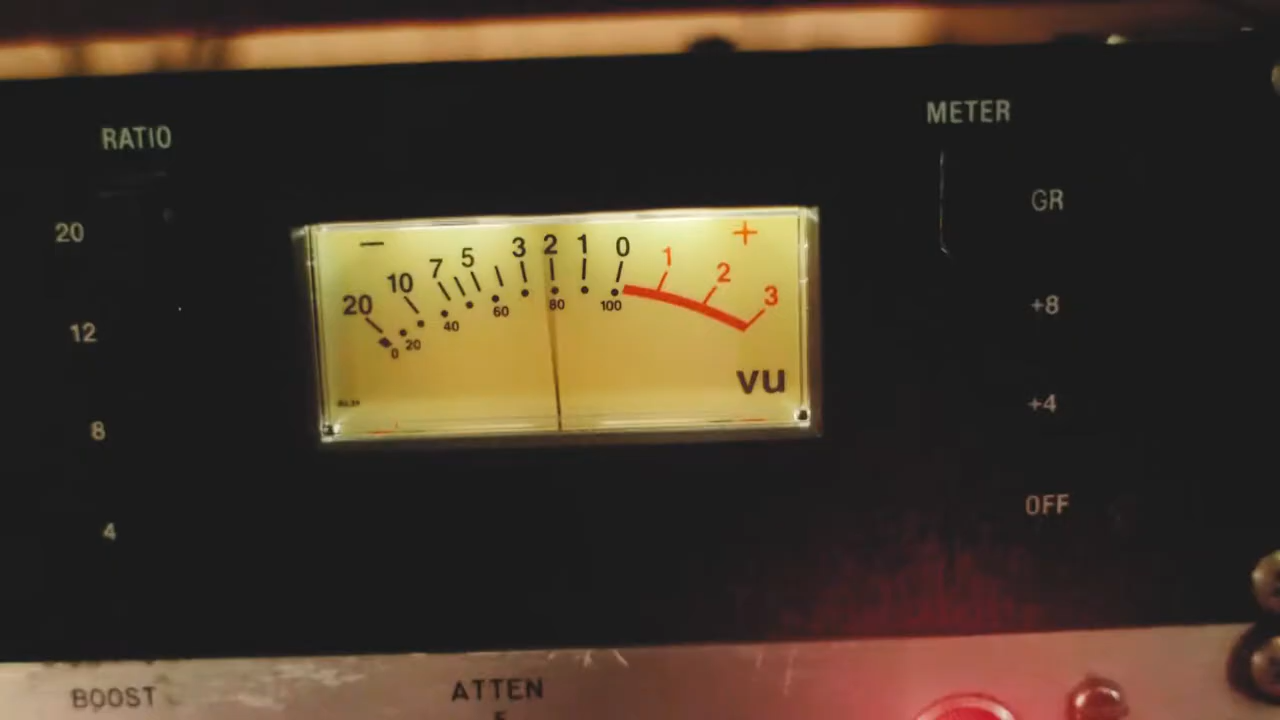 RATIO
METER
20
12
8
4
− +
20 10 7 5 3 2 1 0 1 2 3
0 20 40 60 80 100
vu
GR
+8
+4
OFF
BOOST
ATTEN